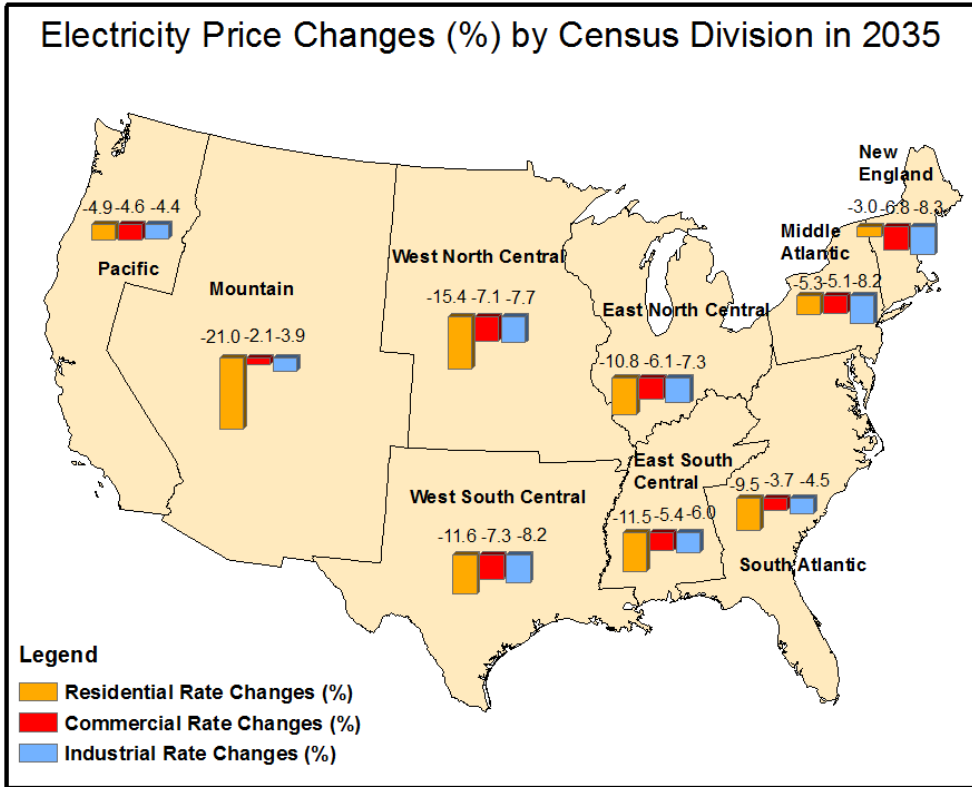 Electricity Price Changes (%) by Census Division in 2035
New
England
-3.0 -6.8 -8.3
-4.9 -4.6 -4.4
Pacific
Middle
Atlantic
-5.3 -5.1 -8.2
West North Central
-15.4 -7.1 -7.7
Mountain
-21.0 -2.1 -3.9
East North Central
-10.8 -6.1 -7.3
East South
Central
-11.5 -5.4 -6.0
-9.5 -3.7 -4.5
South Atlantic
West South Central
-11.6 -7.3 -8.2
Legend
Residential Rate Changes (%)
Commercial Rate Changes (%)
Industrial Rate Changes (%)